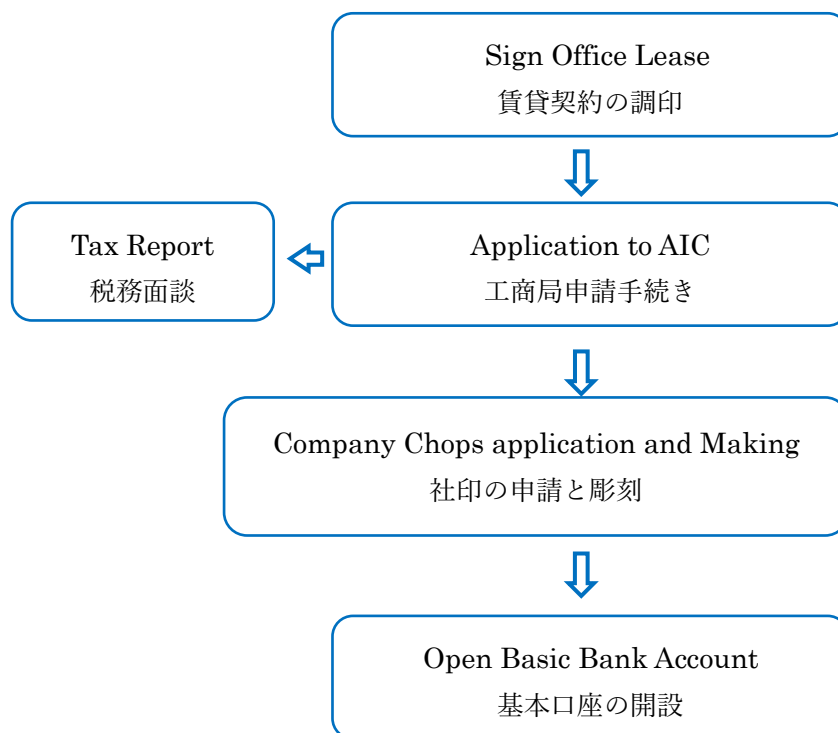 Sign Office Lease
賃貸契約の調印
Tax Report
税務面談
Application to AIC
工商局申請手続き
Company Chops application and Making
社印の申請と彫刻
Open Basic Bank Account
基本口座の開設